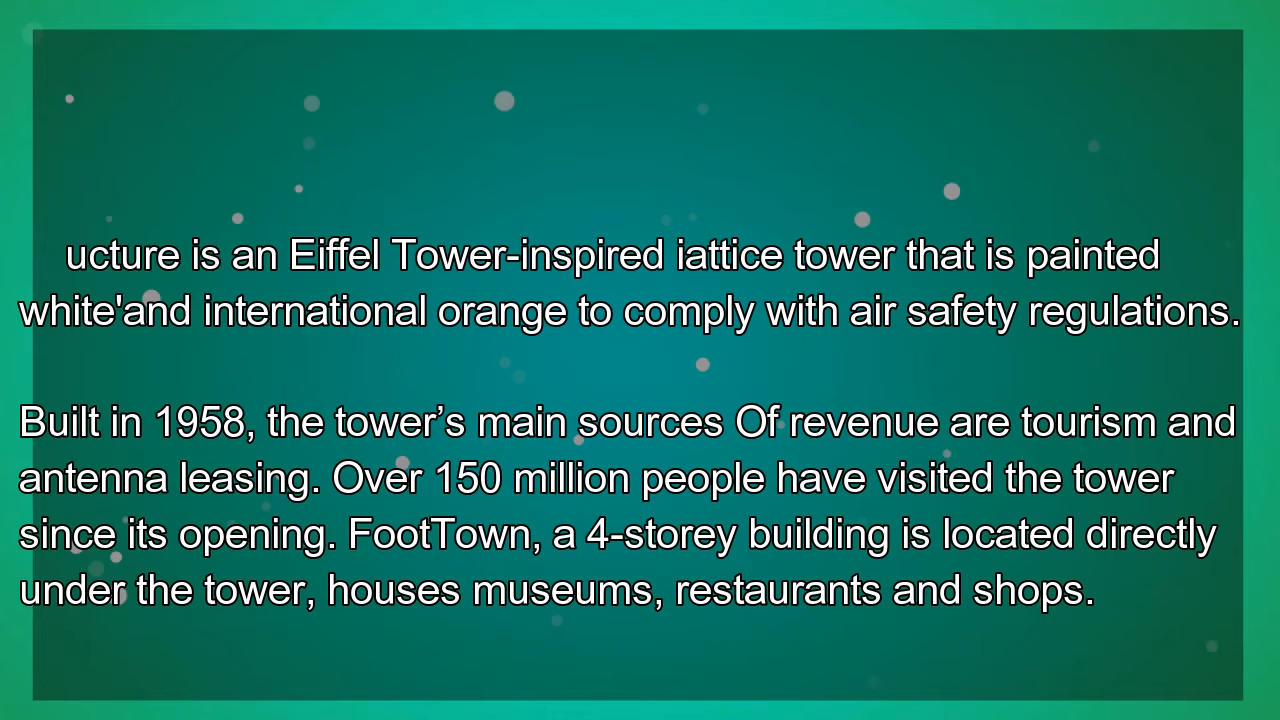 ucture is an Eiffel Tower-inspired iattice tower that is painted
white'and international orange to comply with air safety regulations.
Built in 1958, the tower’s main sources Of revenue are tourism and
antenna leasing. Over 150 million people have visited the tower
since its opening. FootTown, a 4-storey building is located directly
under the tower, houses museums, restaurants and shops.